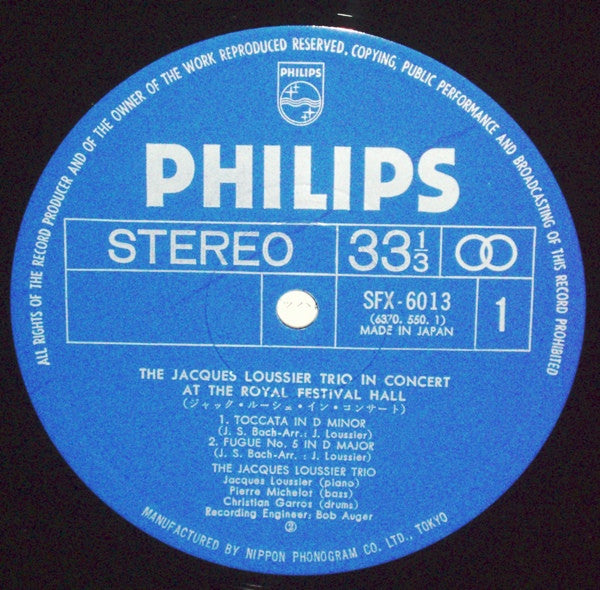 ALL RIGHTS OF THE RECORD PRODUCER AND OF THE OWNER OF THE WORK REPRODUCED RESERVED, COPYING, PUBLIC PERFORMANCE AND BROADCASTING OF THIS RECORD PROHIBITED
PHILIPS
PHILIPS
STEREO
33 1/3
SFX-6013
(6370. 550. 1)
MADE IN JAPAN
1
THE JACQUES LOUSSIER TRIO IN CONCERT
AT THE ROYAL FESTIVAL HALL
(ジャック・ルーシェ・イン・コンサート)
1. TOCCATA IN D MINOR
(J. S. Bach-Arr.: J. Loussier)
2. FUGUE No. 5 IN D MAJOR
(J. S. Bach-Arr.: J. Loussier)
THE JACQUES LOUSSIER TRIO
Jacques Loussier (piano)
Pierre Michelot (bass)
Christian Garros (drums)
Recording Engineer: Bob Auger
②
MANUFACTURED BY NIPPON PHONOGRAM CO. LTD., TOKYO